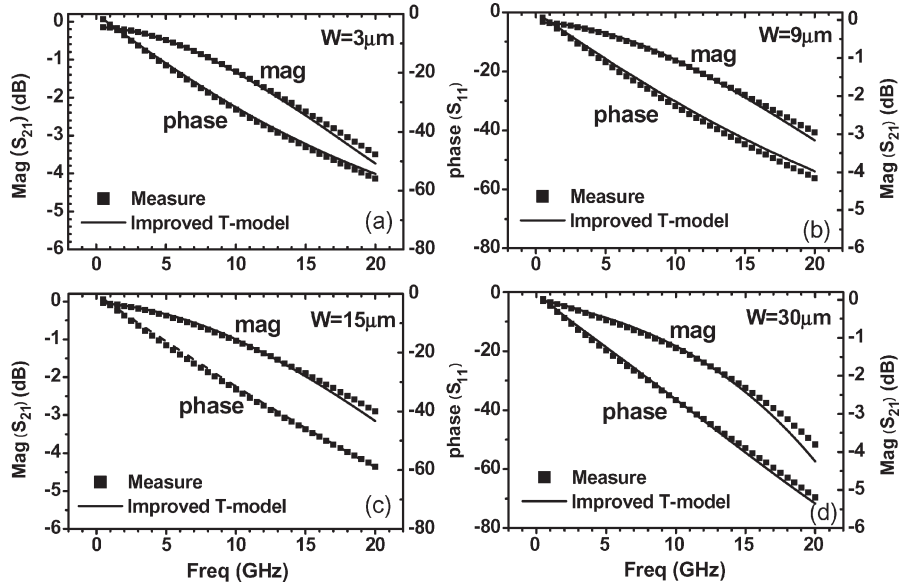 W=3μm
mag
phase
Measure
Improved T-model
(a)
Mag (S21) (dB)
0
-1
-2
-3
-4
-5
-6
0
-20
-40
-60
-80
0 5 10 15 20
W=9μm
mag
phase
Measure
Improved T-model
(b)
phase (S11)
0
-20
-40
-60
-80
Mag (S21) (dB)
0
-1
-2
-3
-4
-5
-6
0 5 10 15 20
W=15μm
mag
phase
Measure
Improved T-model
(c)
Mag (S21) (dB)
0
-1
-2
-3
-4
-5
-6
0
-20
-40
-60
-80
0 5 10 15 20
Freq (GHz)
W=30μm
mag
phase
Measure
Improved T-model
(d)
phase (S11)
0
-20
-40
-60
-80
Mag (S21) (dB)
0
-1
-2
-3
-4
-5
-6
0 5 10 15 20
Freq (GHz)